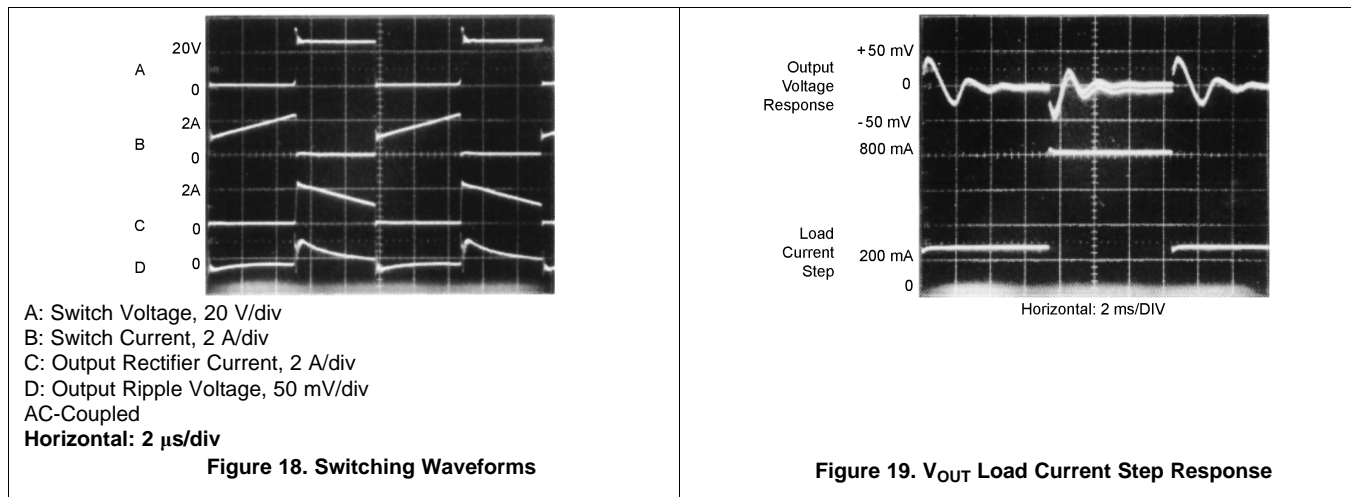 20V
A
0
2A
B
0
2A
C
0
D
0
A: Switch Voltage, 20 V/div
B: Switch Current, 2 A/div
C: Output Rectifier Current, 2 A/div
D: Output Ripple Voltage, 50 mV/div
AC-Coupled
Horizontal: 2 μs/div
Figure 18. Switching Waveforms
+50 mV
Output
Voltage
Response
0
-50 mV
800 mA
Load
Current
Step
200 mA
0
Horizontal: 2 ms/DIV
Figure 19. VOUT Load Current Step Response